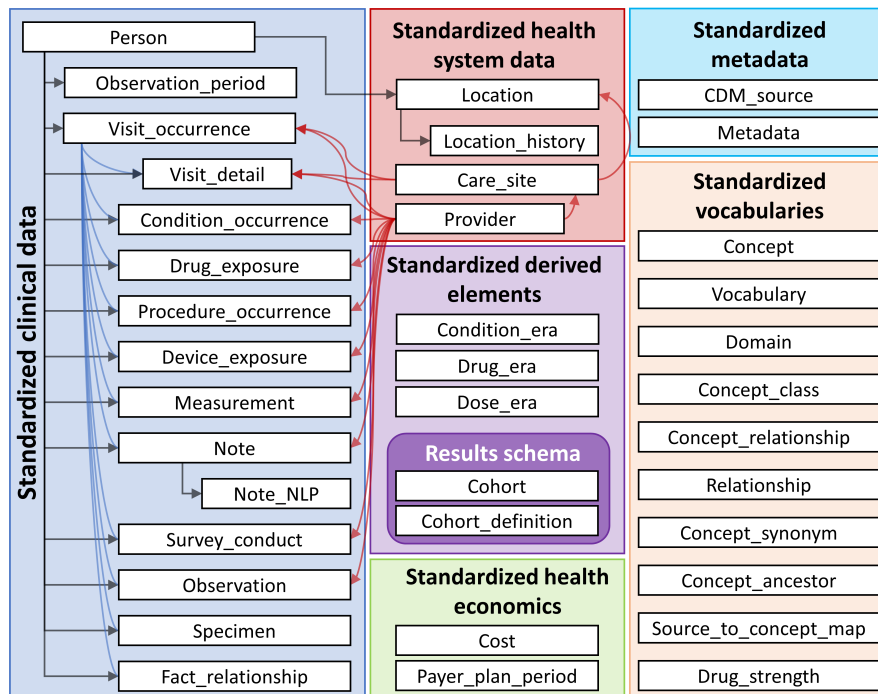 Standardized clinical data
Person
Observation_period
Visit_occurrence
Visit_detail
Condition_occurrence
Drug_exposure
Procedure_occurrence
Device_exposure
Measurement
Note
Note_NLP
Survey_conduct
Observation
Specimen
Fact_relationship
Standardized health
system data
Location
Location_history
Care_site
Provider
Standardized derived
elements
Condition_era
Drug_era
Dose_era
Results schema
Cohort
Cohort_definition
Standardized health
economics
Cost
Payer_plan_period
Standardized
metadata
CDM_source
Metadata
Standardized
vocabularies
Concept
Vocabulary
Domain
Concept_class
Concept_relationship
Relationship
Concept_synonym
Concept_ancestor
Source_to_concept_map
Drug_strength